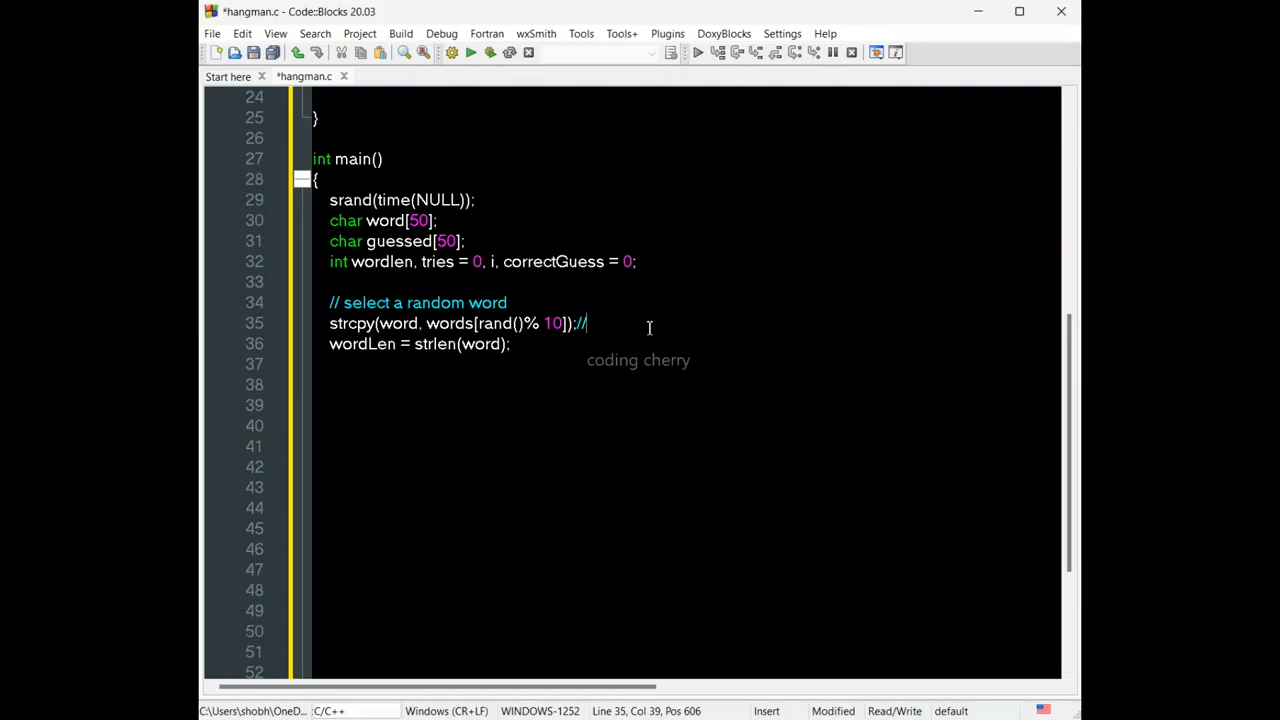 *hangman.c - Code::Blocks 20.03
File Edit View Search Project Build Debug Fortran wxSmith Tools Tools+ Plugins DoxyBlocks Settings Help
Start here *hangman.c
24
25 }
26
27 int main()
28 {
29 srand(time(NULL));
30 char word[50];
31 char guessed[50];
32 int wordlen, tries = 0, i, correctGuess = 0;
33
34 // select a random word
35 strcpy(word, words[rand()% 10]);//
36 wordLen = strlen(word);
coding cherry
37
38
39
40
41
42
43
44
45
46
47
48
49
50
51
52
C:\Users\shobh\OneD... C/C++ Windows (CR+LF) WINDOWS-1252 Line 35, Col 39, Pos 606 Insert Modified Read/Write default